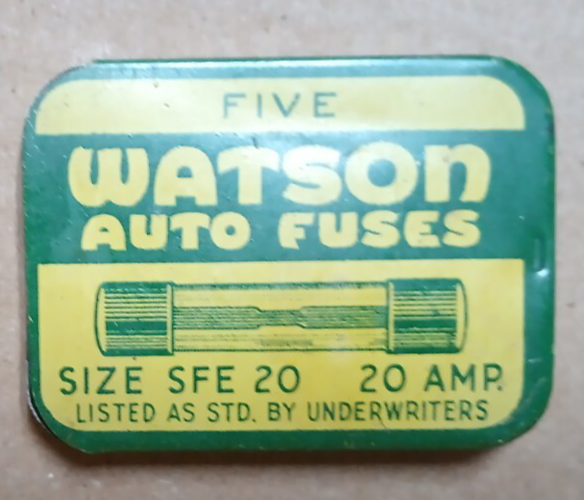 FIVE
WATSON
AUTO FUSES
SIZE SFE 20 20 AMP.
LISTED AS STD. BY UNDERWRITERS